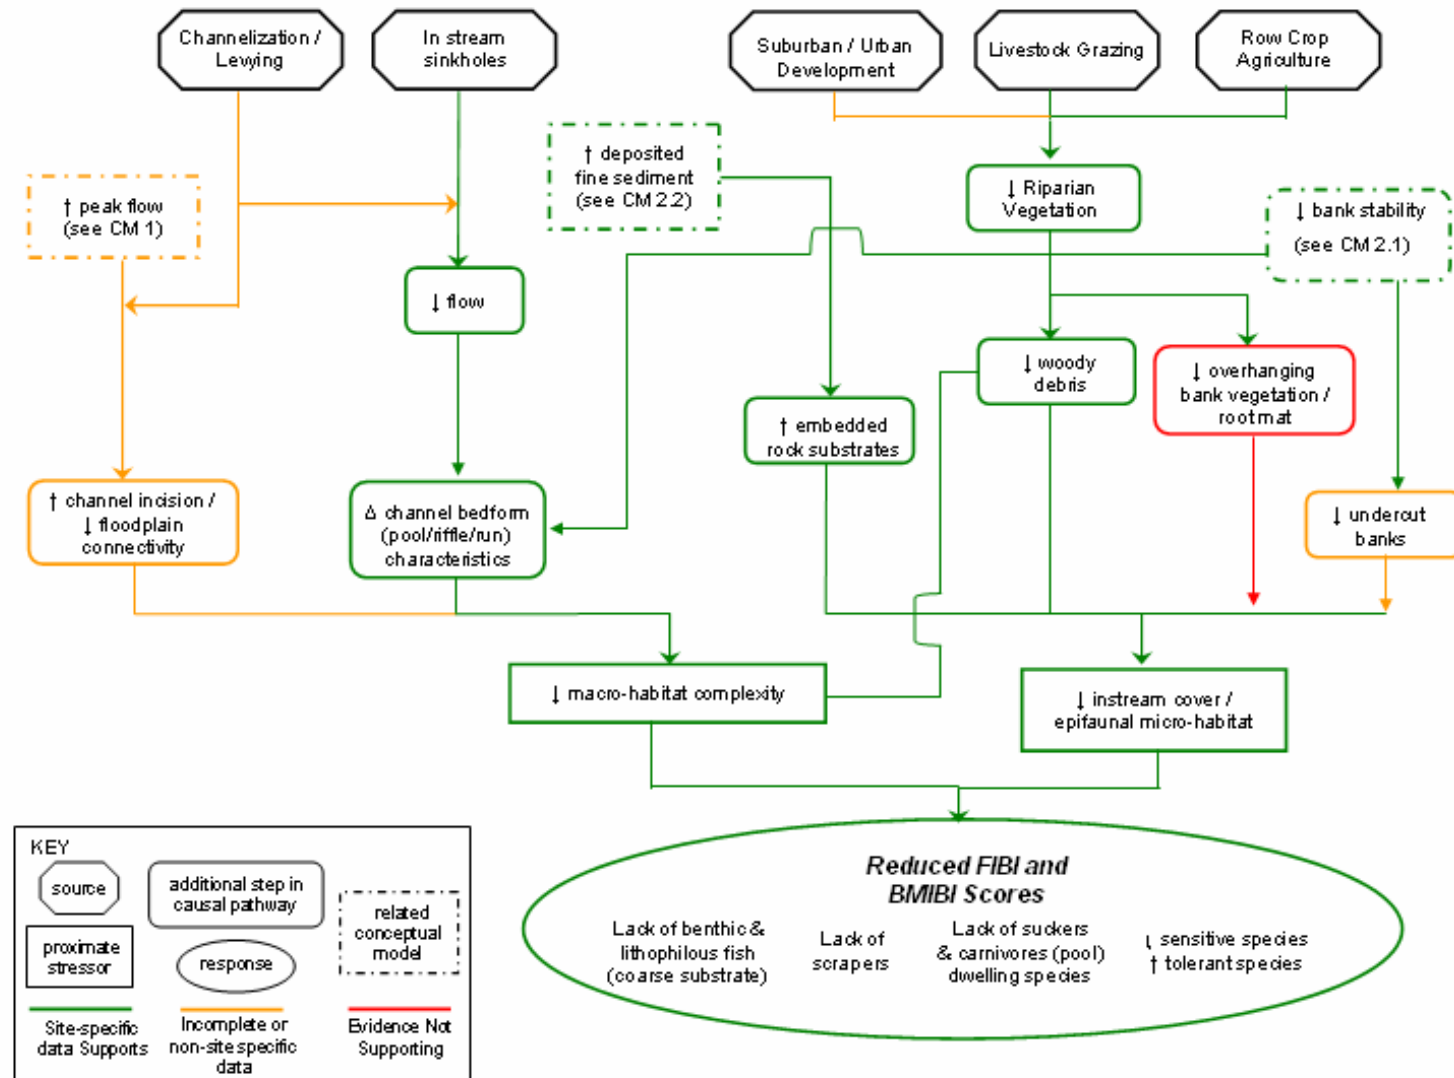 Channelization /
Levying
In stream
sinkholes
Suburban / Urban
Development
Livestock Grazing
Row Crop
Agriculture
↑ peak flow
(see CM 1)
↑ deposited
fine sediment
(see CM 2.2)
↓ Riparian
Vegetation
↓ bank stability
(see CM 2.1)
↓ flow
↓ woody
debris
↓ overhanging
bank vegetation /
root mat
↑ embedded
rock substrates
↑ channel incision /
↓ floodplain
connectivity
Δ channel bedform
(pool/riffle/run)
characteristics
↓ undercut
banks
↓ macro-habitat complexity
↓ instream cover /
epifaunal micro-habitat
Reduced FIBI and
BMIBI Scores
Lack of benthic &
lithophilous fish
(coarse substrate)
Lack of
scrapers
Lack of suckers
& carnivores (pool)
dwelling species
↓ sensitive species
↑ tolerant species
KEY
source
additional step in
causal pathway
related
conceptual
model
proximate
stressor
response
Site-specific
data Supports
Incomplete or
non-site specific
data
Evidence Not
Supporting